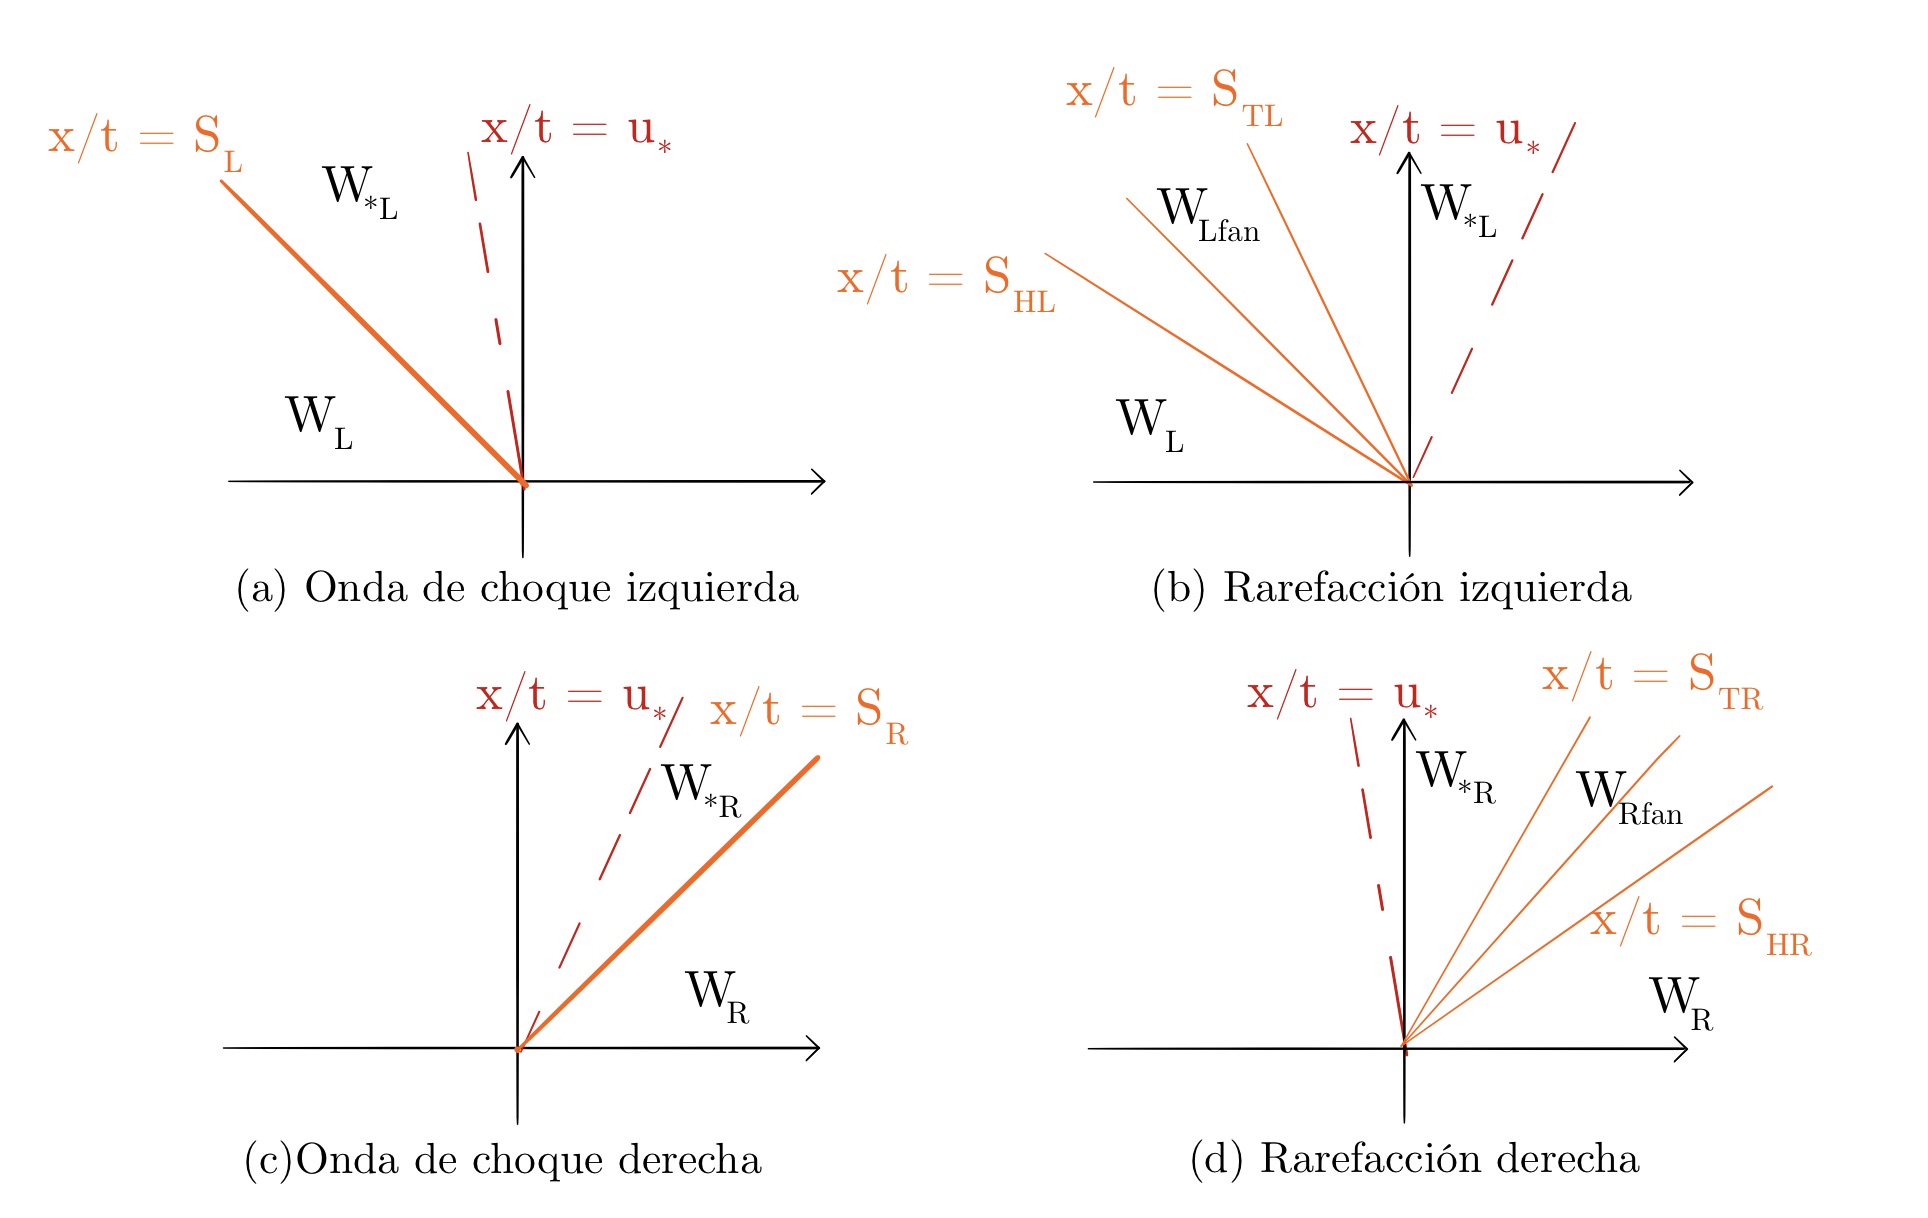 x/t = S_L
x/t = u_*
W_{*L}
W_L
(a) Onda de choque izquierda
x/t = S_{TL}
x/t = u_*
W_{Lfan}
W_{*L}
x/t = S_{HL}
W_L
(b) Rarefacción izquierda
x/t = u_*
x/t = S_R
W_{*R}
W_R
(c)Onda de choque derecha
x/t = u_*
x/t = S_{TR}
W_{*R}
W_{Rfan}
x/t = S_{HR}
W_R
(d) Rarefacción derecha